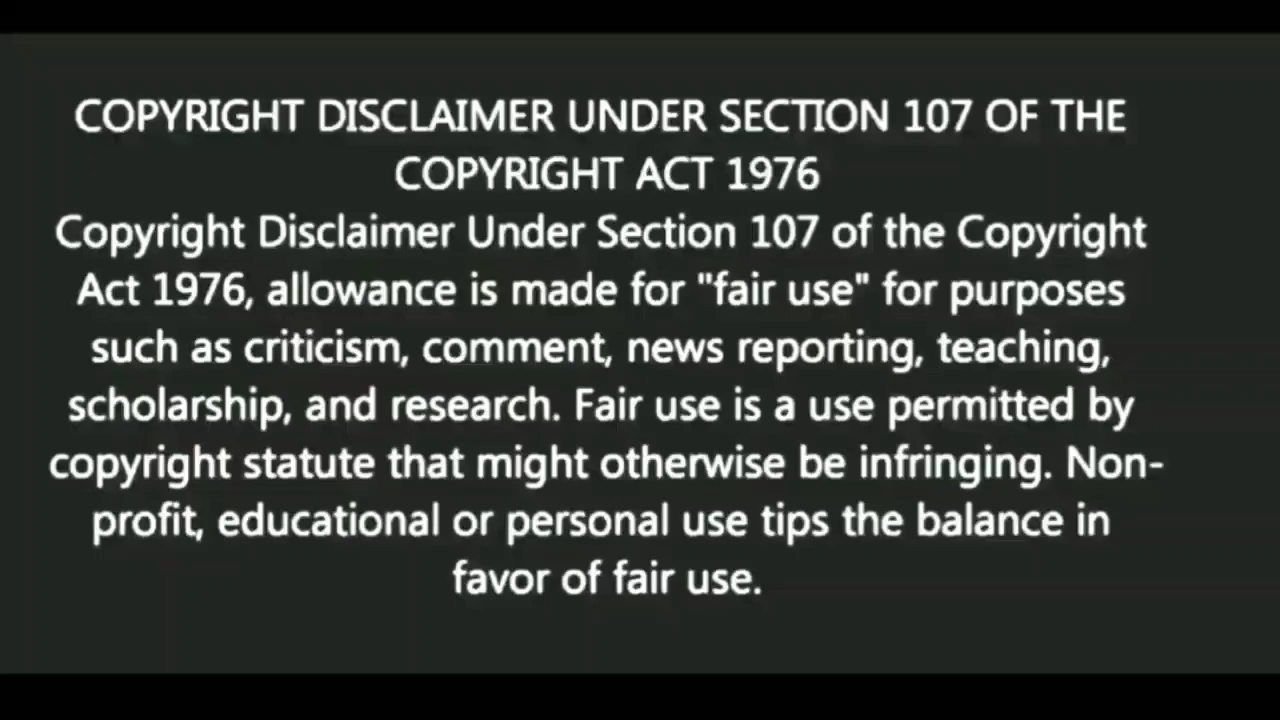 COPYRIGHT DISCLAIMER UNDER SECTION 107 OF THE
COPYRIGHT ACT 1976
Copyright Disclaimer Under Section 107 of the Copyright
Act 1976, allowance is made for "fair use" for purposes
such as criticism, comment, news reporting, teaching,
scholarship, and research. Fair use is a use permitted by
copyright statute that might otherwise be infringing. Non-
profit, educational or personal use tips the balance in
favor of fair use.